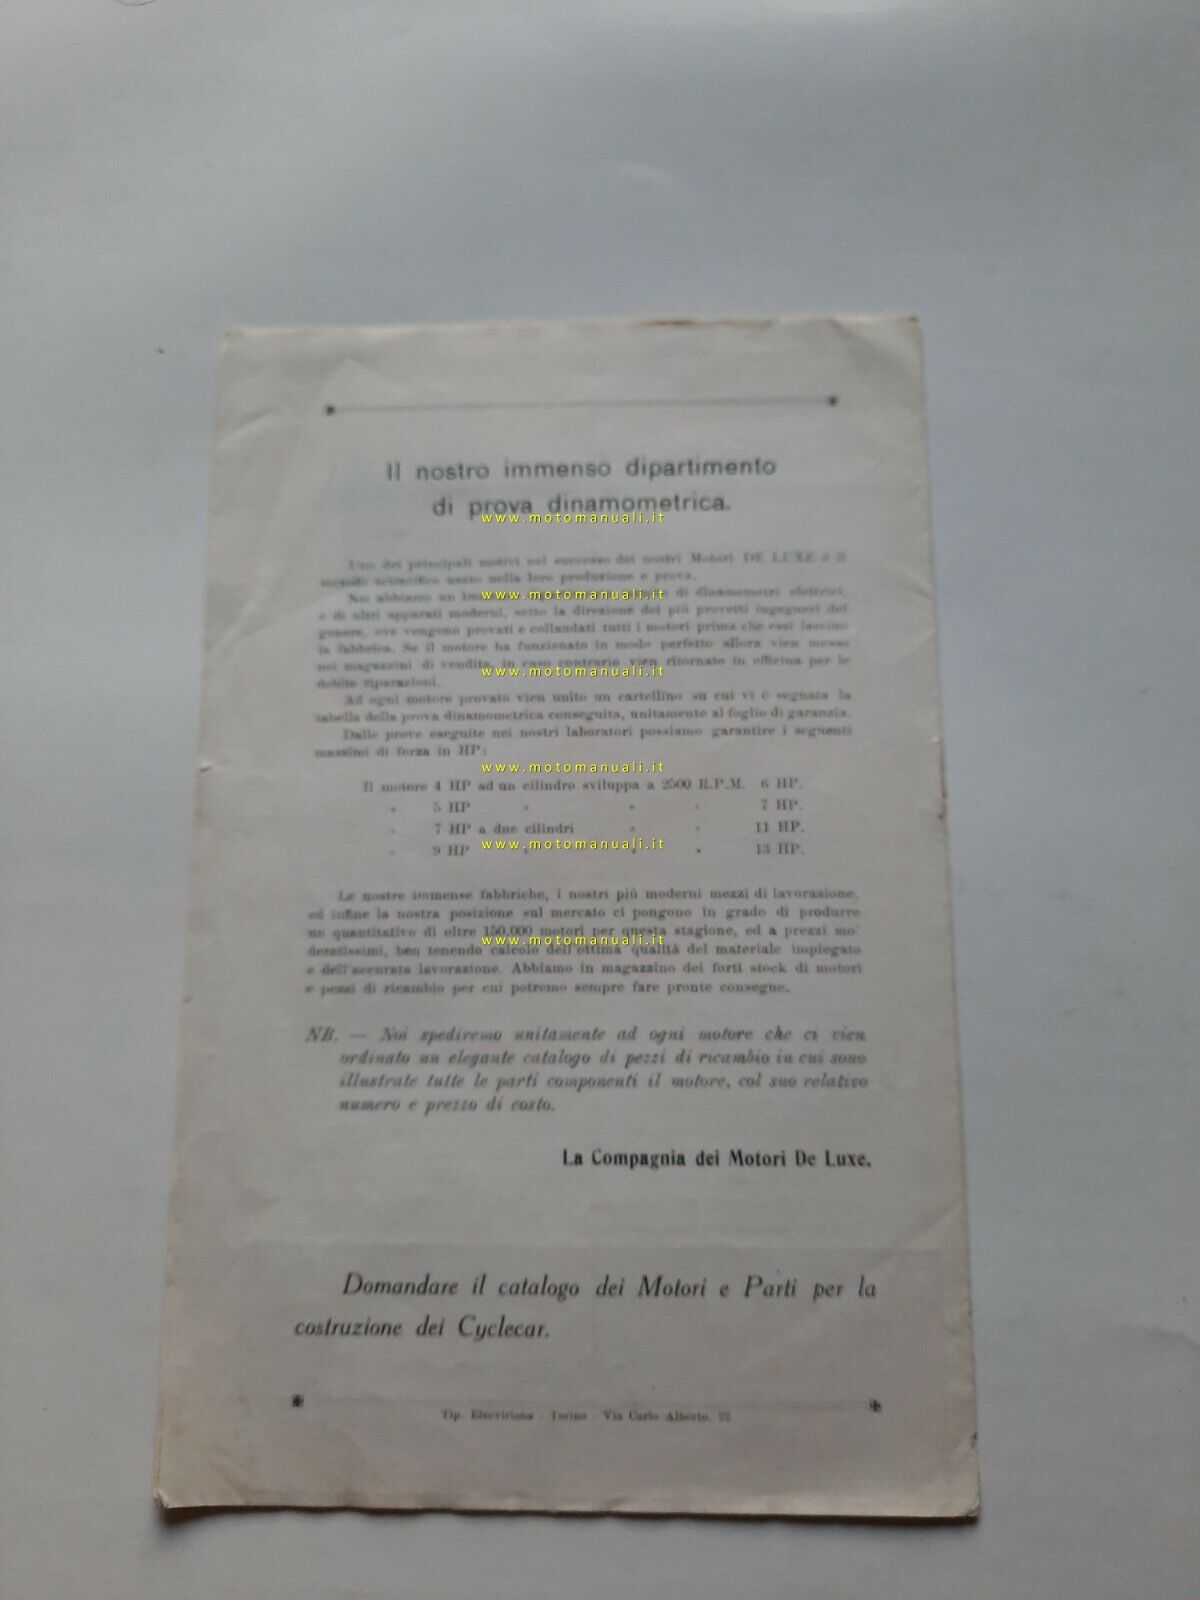 Il nostro immenso dipartimento
di prova dinamometrica.
www.motomanuali.it
Uno dei principali motivi nel successo dei nostri Motori DE LUXE è il
metodo scientifico usato nella loro produzione e prova.
Noi abbiamo un di dinamometri elettrici,
www.motomanuali.it
e di altri apparati moderni, sotto la direzione dei più provetti ingegneri del
genere, ove vengono provati e collaudati tutti i motori prima che essi lascino
la fabbrica. Se il motore ha funzionato in modo perfetto allora vien messo
nei magazzini di vendita, in caso contrario vien ritornato in officina per le
www.motomanuali.it
debite riparazioni.
Ad ogni motore provato vien unito un cartellino su cui vi è segnata la
tabella della prova dinamometrica conseguita, unitamente al foglio di garanzia.
Dalle prove eseguite nei nostri laboratori possiamo garantire i seguenti
massimi di forza in HP:
www.motomanuali.it
Il motore 4 HP ad un cilindro sviluppa a 2500 R.P.M. 6 HP.
» 5 HP » » » 7 HP.
» 7 HP a due cilindri » » 11 HP.
» 9 HP » » » 13 HP.
www.motomanuali.it
Le nostre immense fabbriche, i nostri più moderni mezzi di lavorazione,
ed infine la nostra posizione sul mercato ci pongono in grado di produrre
un quantitativo di oltre 150.000 motori per questa stagione, ed a prezzi mo'
www.motomanuali.it
deratissimi, ben tenendo calcolo dell'ottima qualità del materiale impiegato
e dell'accurata lavorazione. Abbiamo in magazzino dei forti stock di motori
e pezzi di ricambio per cui potremo sempre fare pronte consegne.
NB. — Noi spediremo unitamente ad ogni motore che ci vien
ordinato un elegante catalogo di pezzi di ricambio in cui sono
illustrate tutte le parti componenti il motore, col suo relativo
numero e prezzo di costo.
La Compagnia dei Motori De Luxe.
Domandare il catalogo dei Motori e Parti per la
costruzione dei Cyclecar.
Tip. Elzeviriana - Torino - Via Carlo Alberto, 22